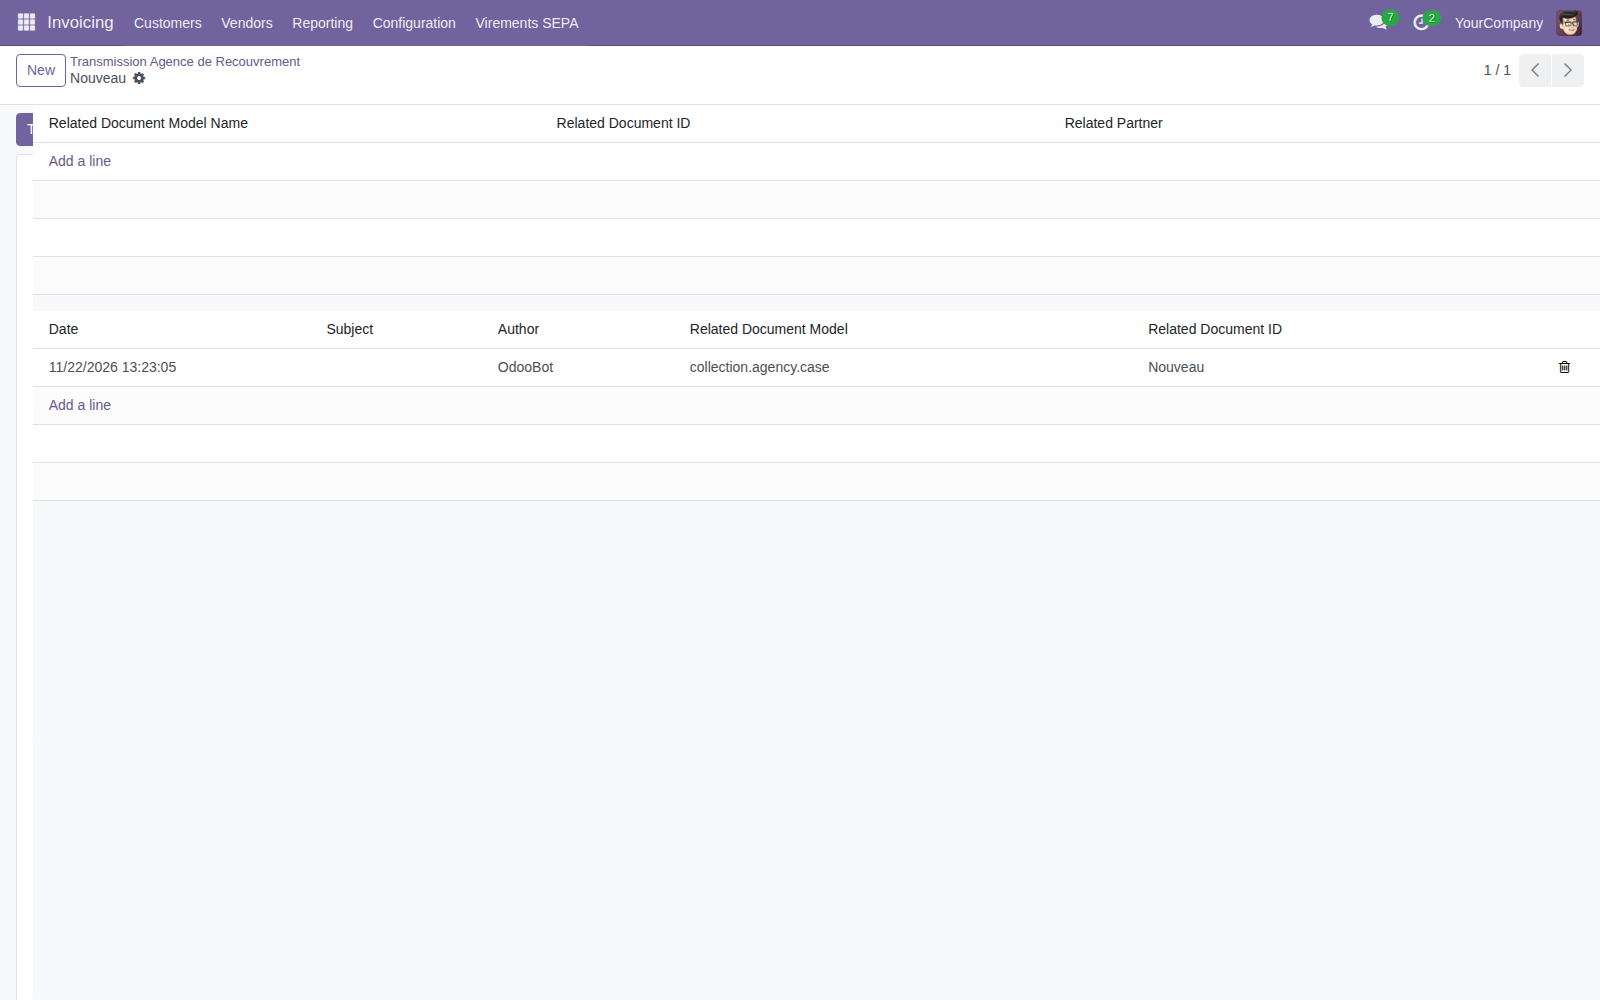 Invoicing Customers Vendors Reporting Configuration Virements SEPA 7 2 YourCompany
New Transmission Agence de Recouvrement
Nouveau 1 / 1
Related Document Model Name Related Document ID Related Partner
Add a line
Date Subject Author Related Document Model Related Document ID
11/22/2026 13:23:05 OdooBot collection.agency.case Nouveau
Add a line